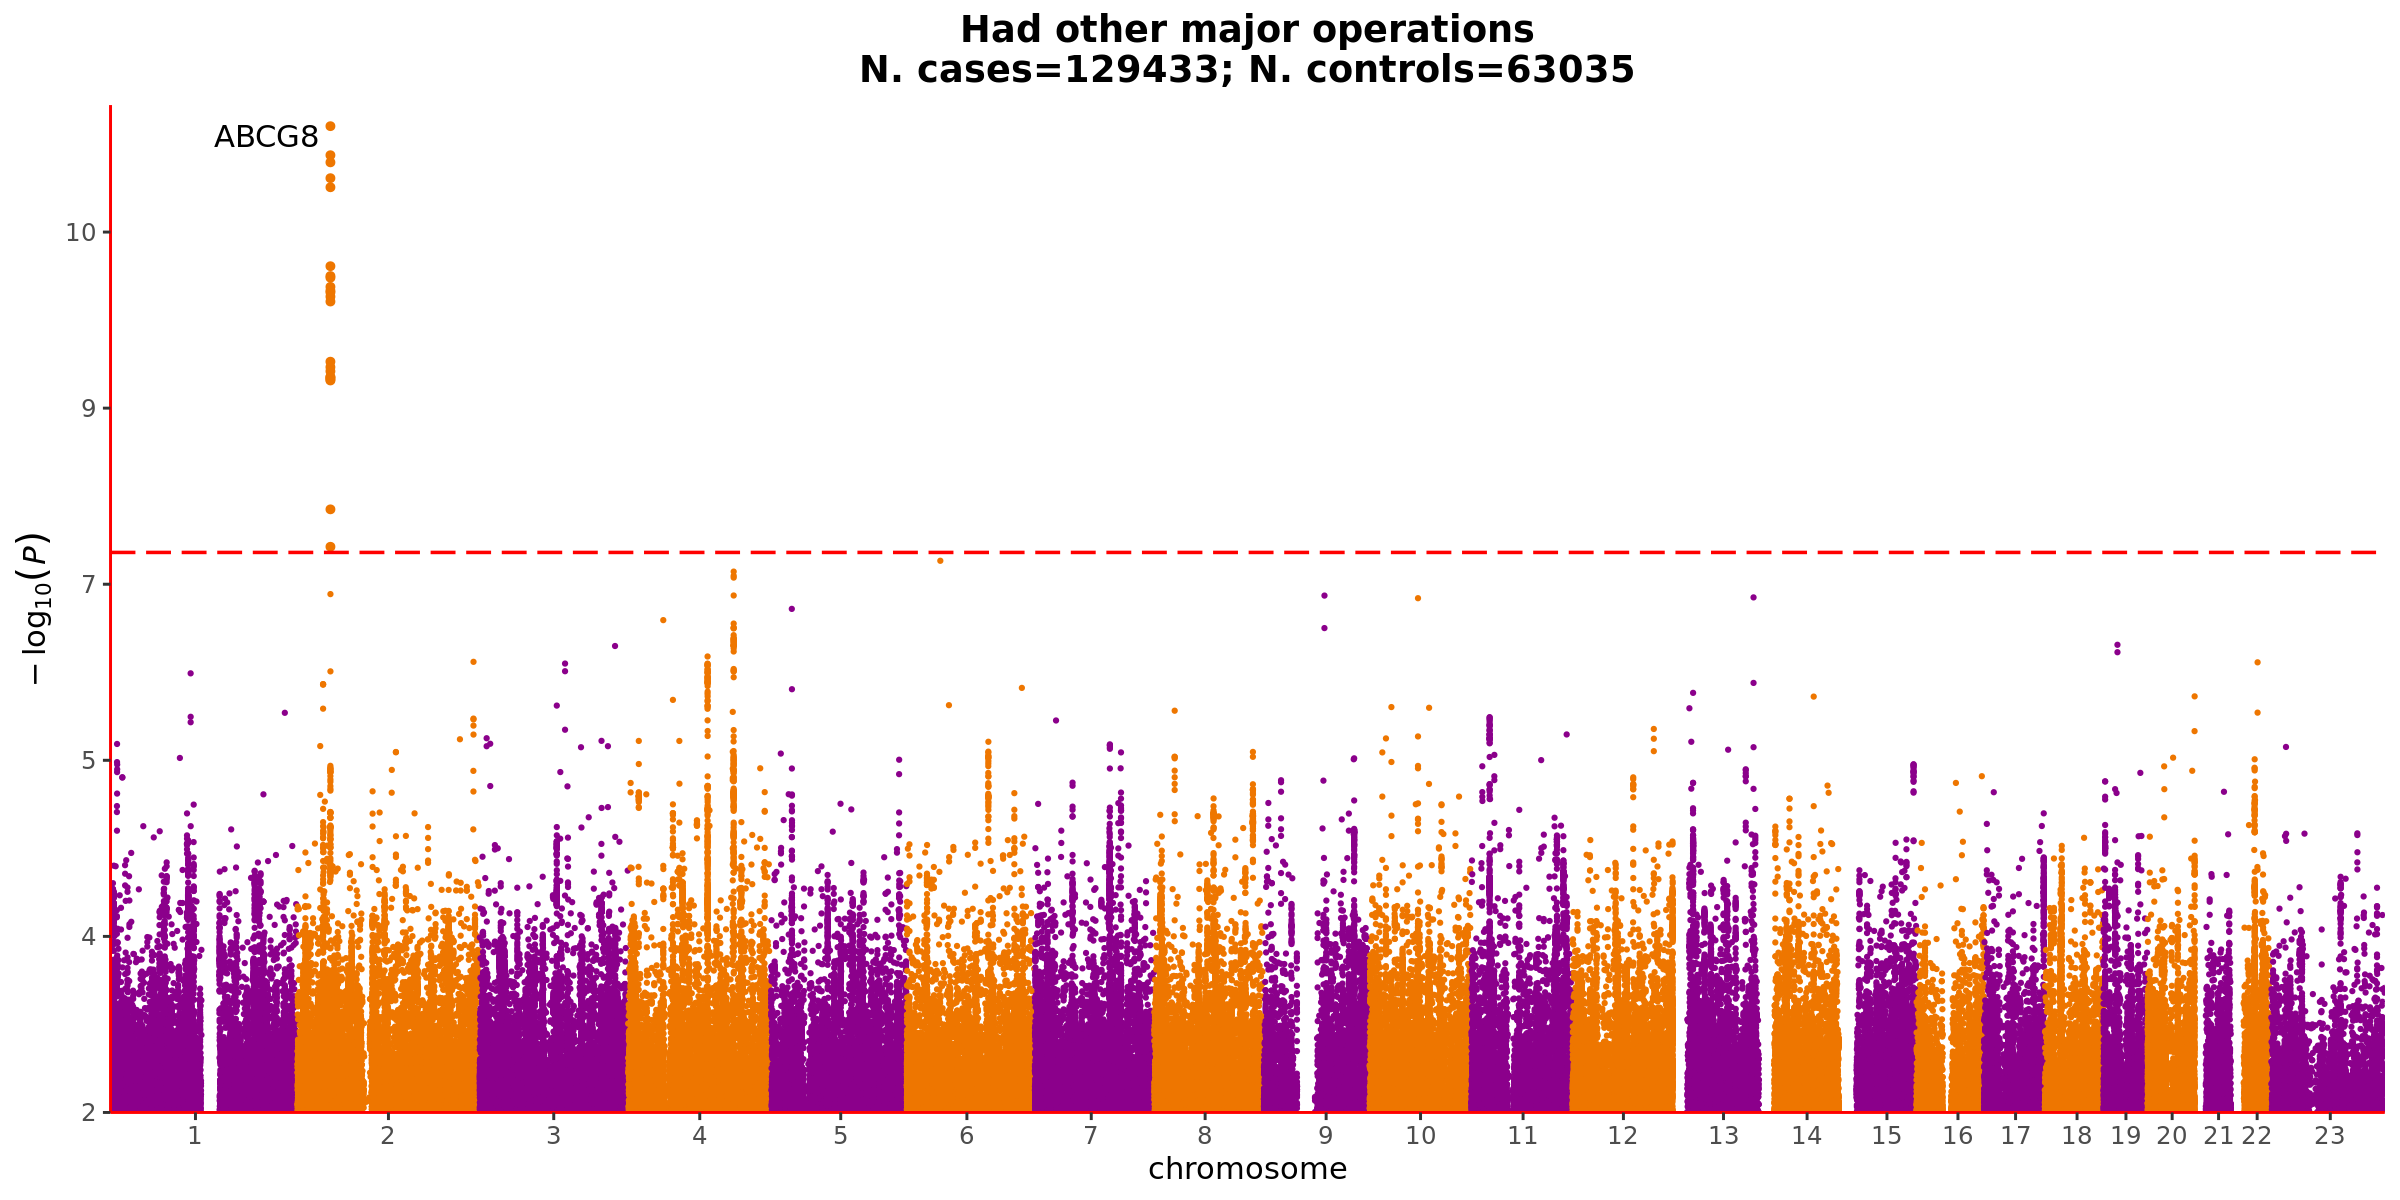 Had other major operations
N. cases=129433; N. controls=63035
ABCG8
10
9
7
5
4
2
− log10(P)
1 2 3 4 5 6 7 8 9 10 11 12 13 14 15 16 17 18 19 20 21 22 23
chromosome